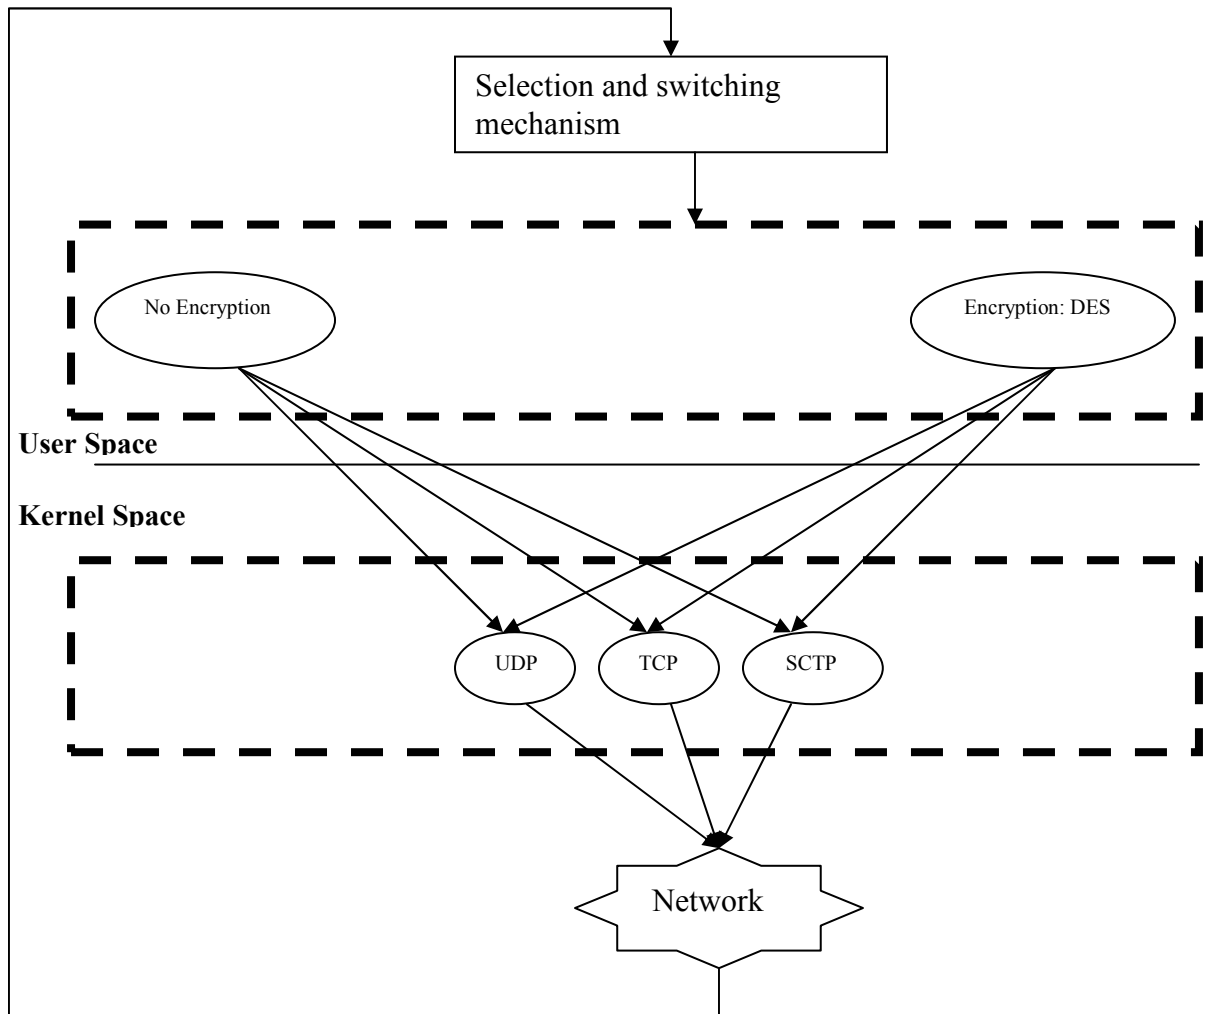 Selection and switching
mechanism
No Encryption
Encryption: DES
User Space
Kernel Space
UDP
TCP
SCTP
Network